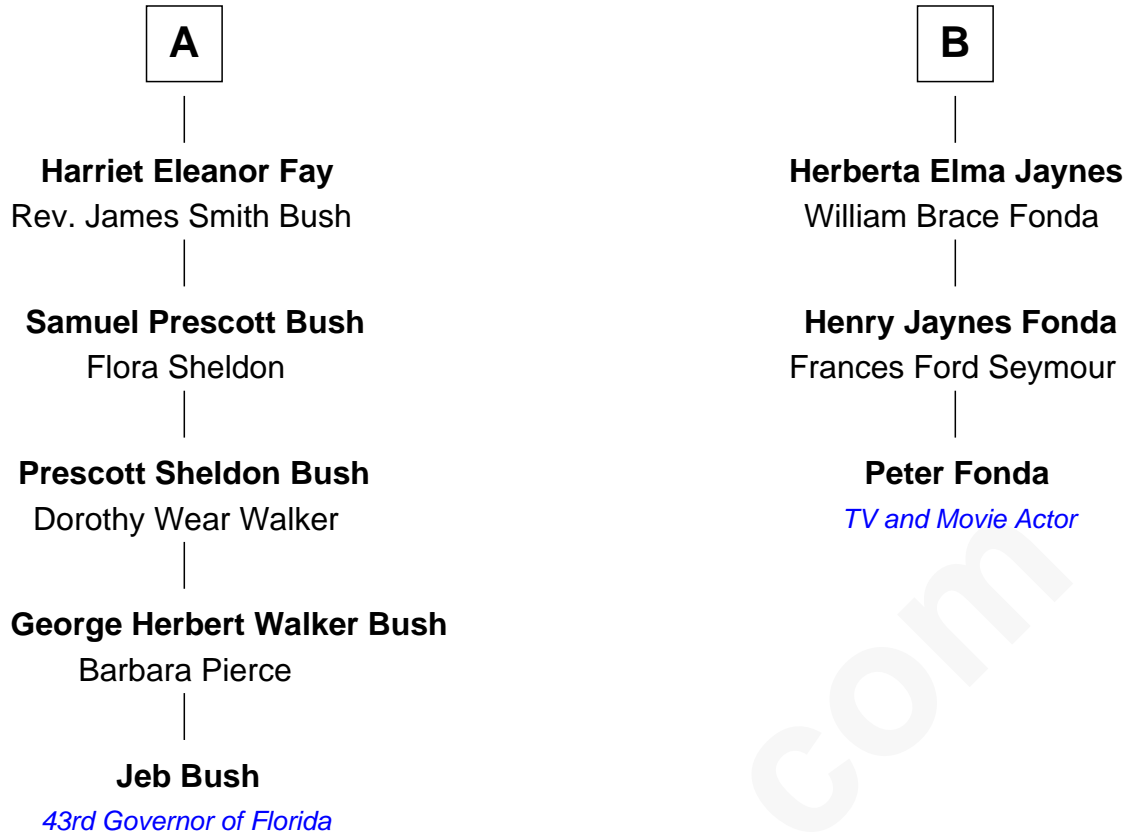 A
Harriet Eleanor Fay
Rev. James Smith Bush
Samuel Prescott Bush
Flora Sheldon
Prescott Sheldon Bush
Dorothy Wear Walker
George Herbert Walker Bush
Barbara Pierce
Jeb Bush
43rd Governor of Florida
B
Herberta Elma Jaynes
William Brace Fonda
Henry Jaynes Fonda
Frances Ford Seymour
Peter Fonda
TV and Movie Actor
com